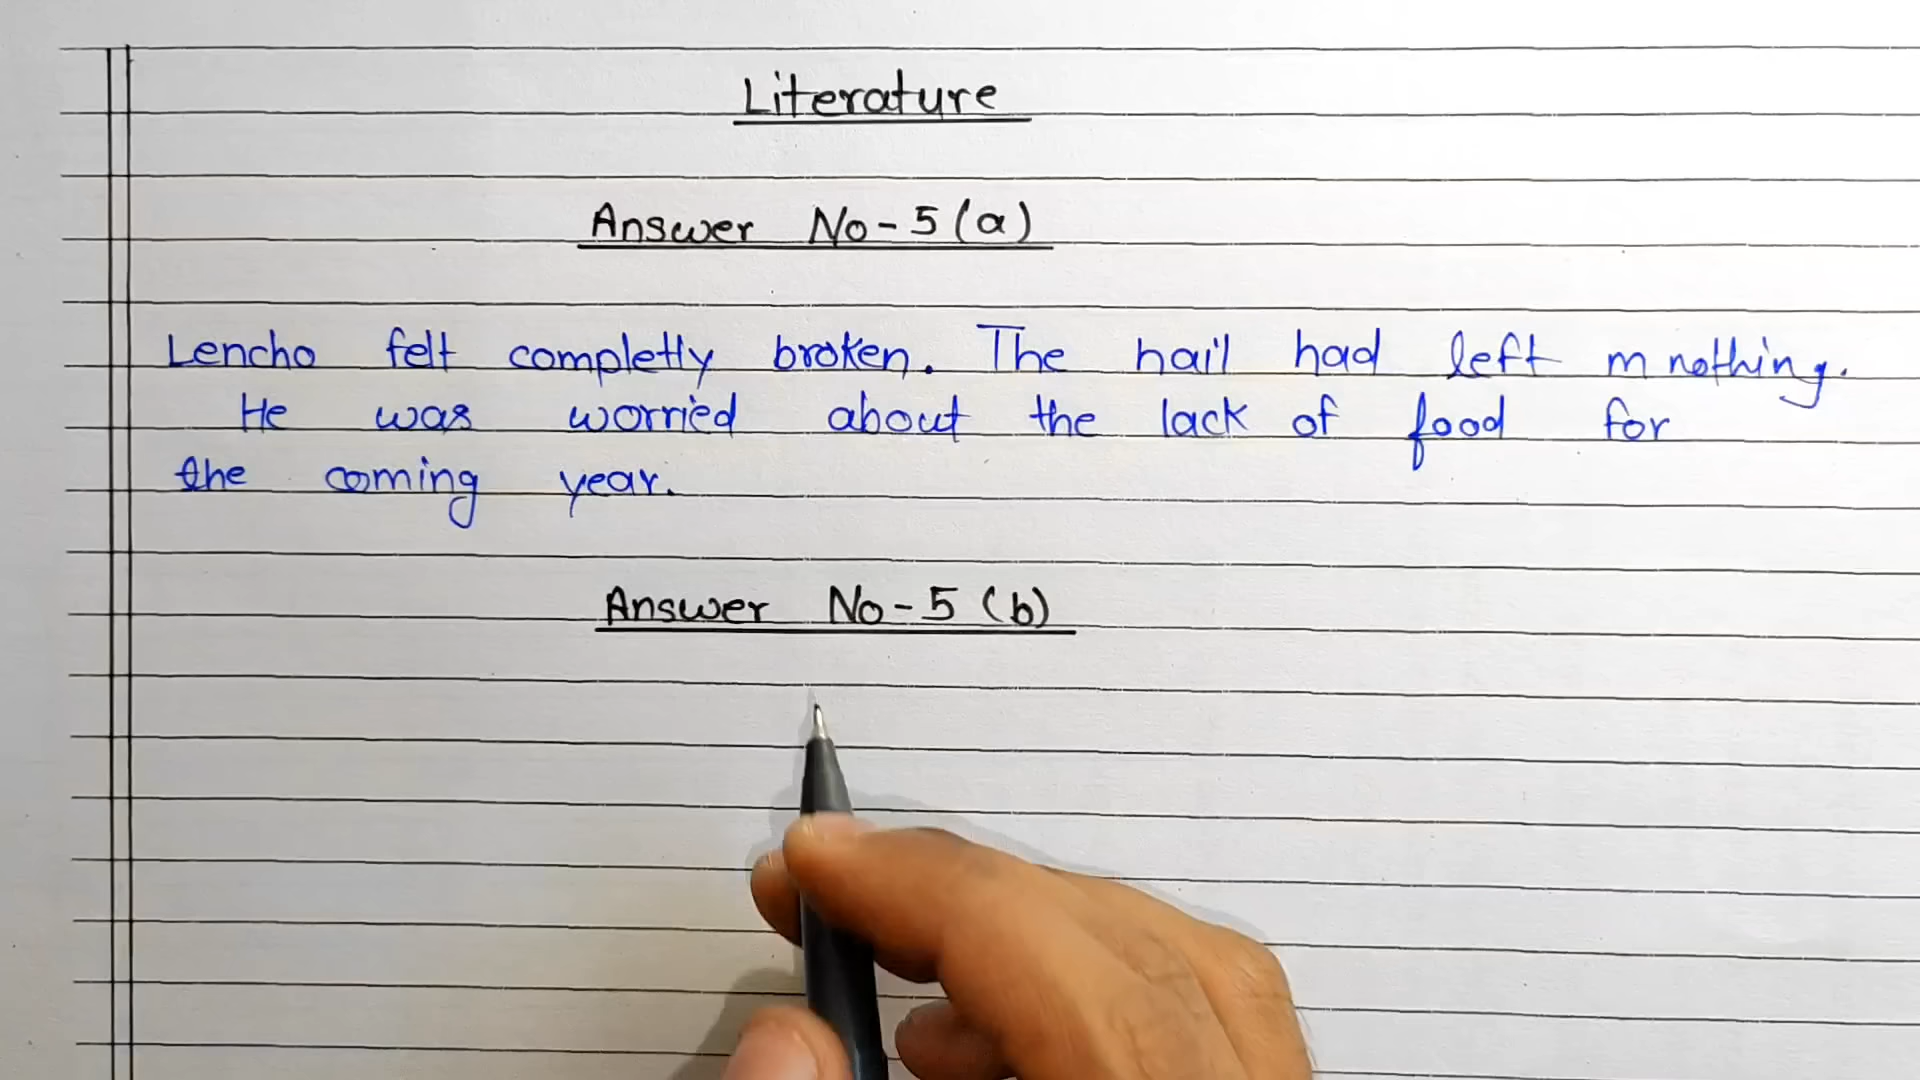 Literature
Answer No-5(a)
Lencho felt completly broken. The hail had left m nothing.
He was worried about the lack of food for
the coming year.
Answer No-5 (b)